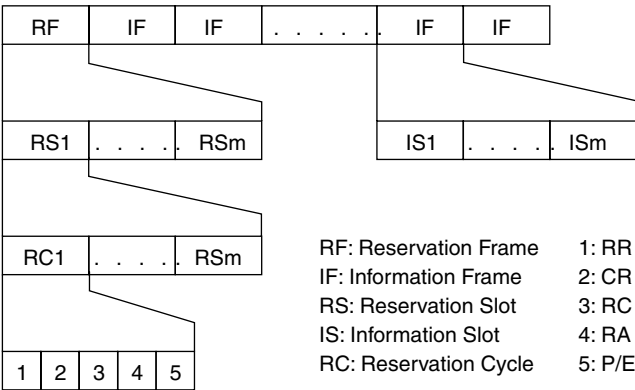 RF IF IF . . . . . . IF IF
RS1 . . . . . RSm IS1 . . . . . ISm
RC1 . . . . . RSm
RF: Reservation Frame 1: RR
IF: Information Frame 2: CR
RS: Reservation Slot 3: RC
IS: Information Slot 4: RA
RC: Reservation Cycle 5: P/E
1 2 3 4 5